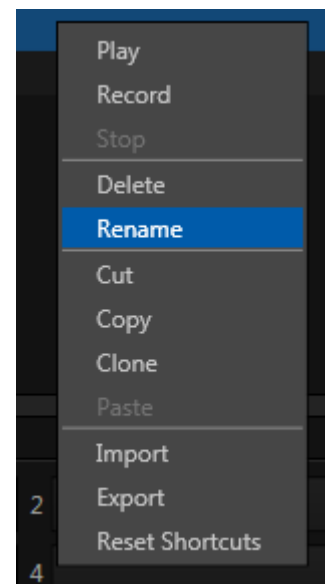 Play
Record
Stop
Delete
Rename
Cut
Copy
Clone
Paste
Import
2
Export
Reset Shortcuts
4